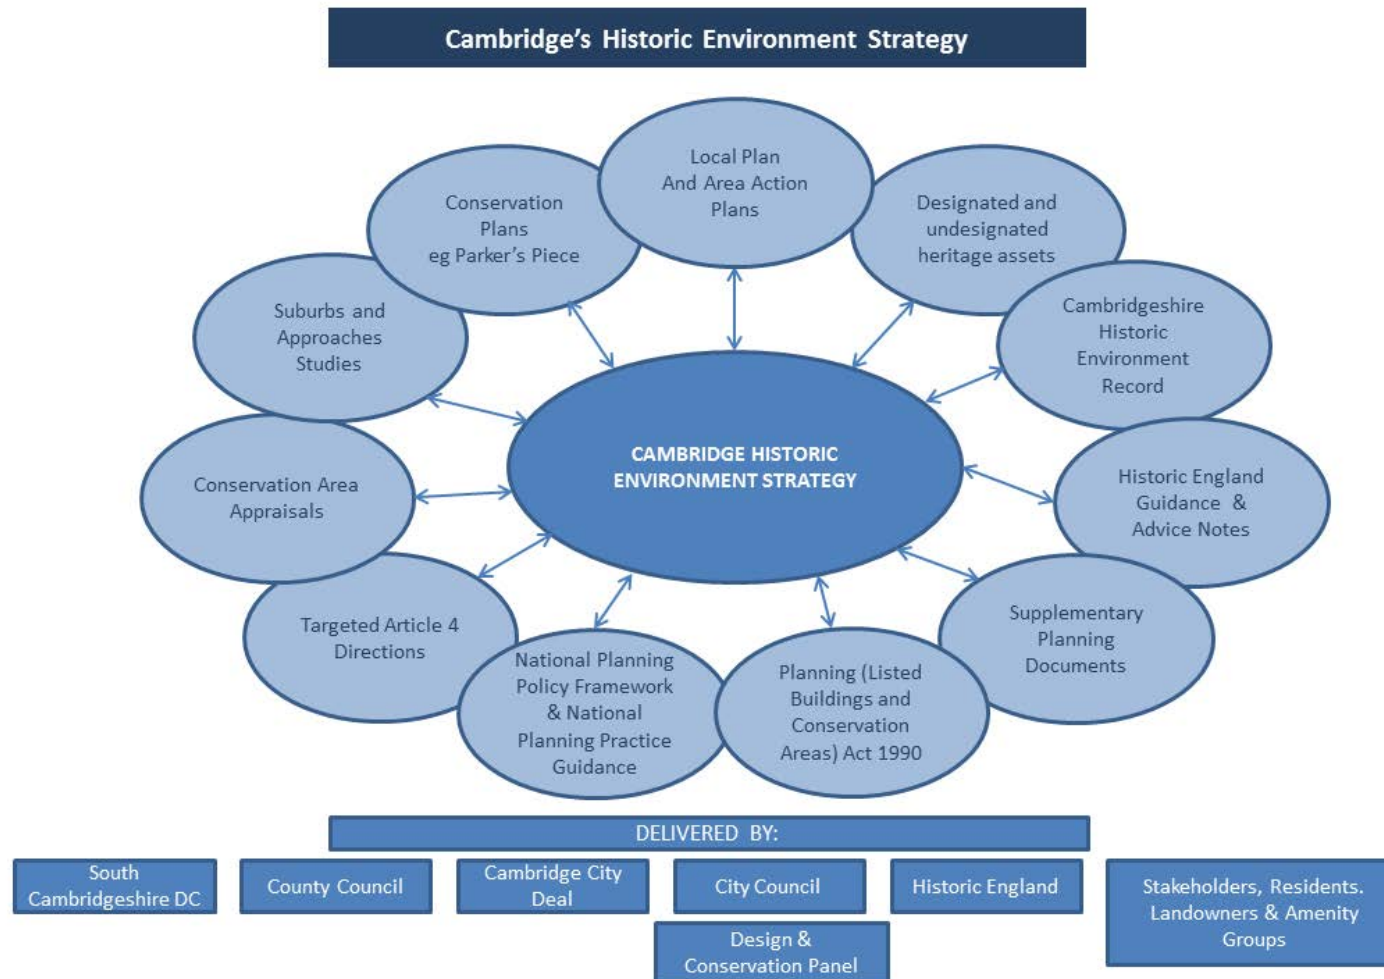 Cambridge's Historic Environment Strategy
Local Plan
And Area Action
Plans
Conservation
Plans
eg Parker's Piece
Designated and
undesignated
heritage assets
Suburbs and
Approaches
Studies
Cambridgeshire
Historic
Environment
Record
CAMBRIDGE HISTORIC
ENVIRONMENT STRATEGY
Conservation Area
Appraisals
Historic England
Guidance &
Advice Notes
Targeted Article 4
Directions
Supplementary
Planning
Documents
National Planning
Policy Framework
& National
Planning Practice
Guidance
Planning (Listed
Buildings and
Conservation
Areas) Act 1990
DELIVERED BY:
South
Cambridgeshire DC
County Council
Cambridge City
Deal
City Council
Historic England
Stakeholders, Residents.
Landowners & Amenity
Groups
Design &
Conservation Panel